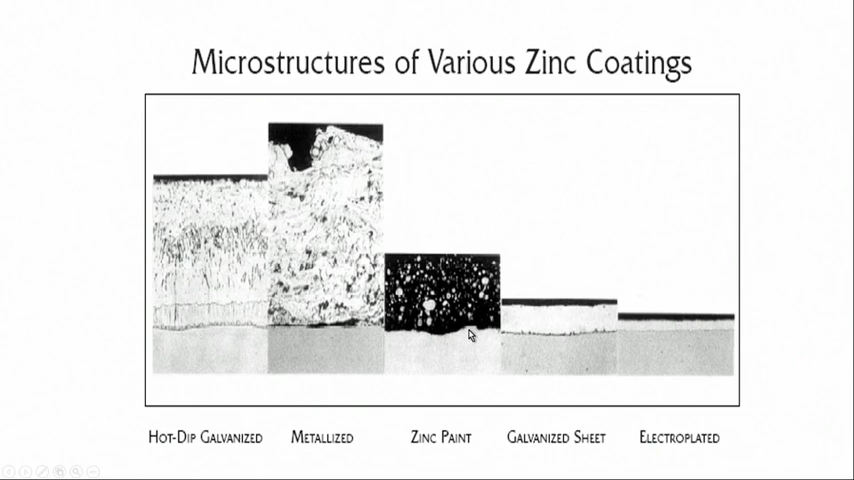 Microstructures of Various Zinc Coatings
Hot-Dip Galvanized Metallized Zinc Paint Galvanized Sheet Electroplated